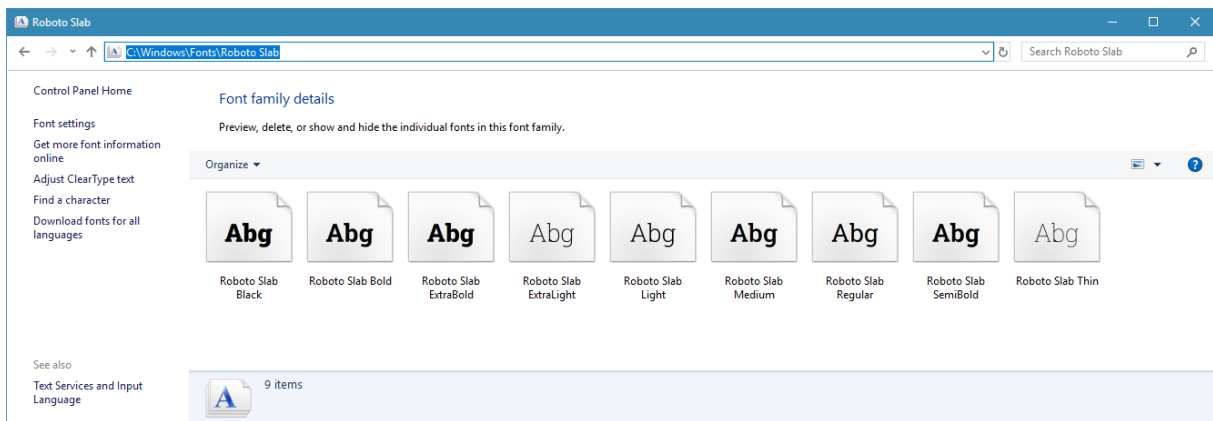 Roboto Slab
C:\Windows\Fonts\Roboto Slab
Search Roboto Slab
Control Panel Home
Font settings
Get more font information
online
Adjust ClearType text
Find a character
Download fonts for all
languages
See also
Text Services and Input
Language
Font family details
Preview, delete, or show and hide the individual fonts in this font family.
Organize
?
Abg Abg Abg Abg Abg Abg Abg Abg Abg
Roboto Slab
Black
Roboto Slab Bold
Roboto Slab
ExtraBold
Roboto Slab
ExtraLight
Roboto Slab
Light
Roboto Slab
Medium
Roboto Slab
Regular
Roboto Slab
SemiBold
Roboto Slab Thin
A
9 items